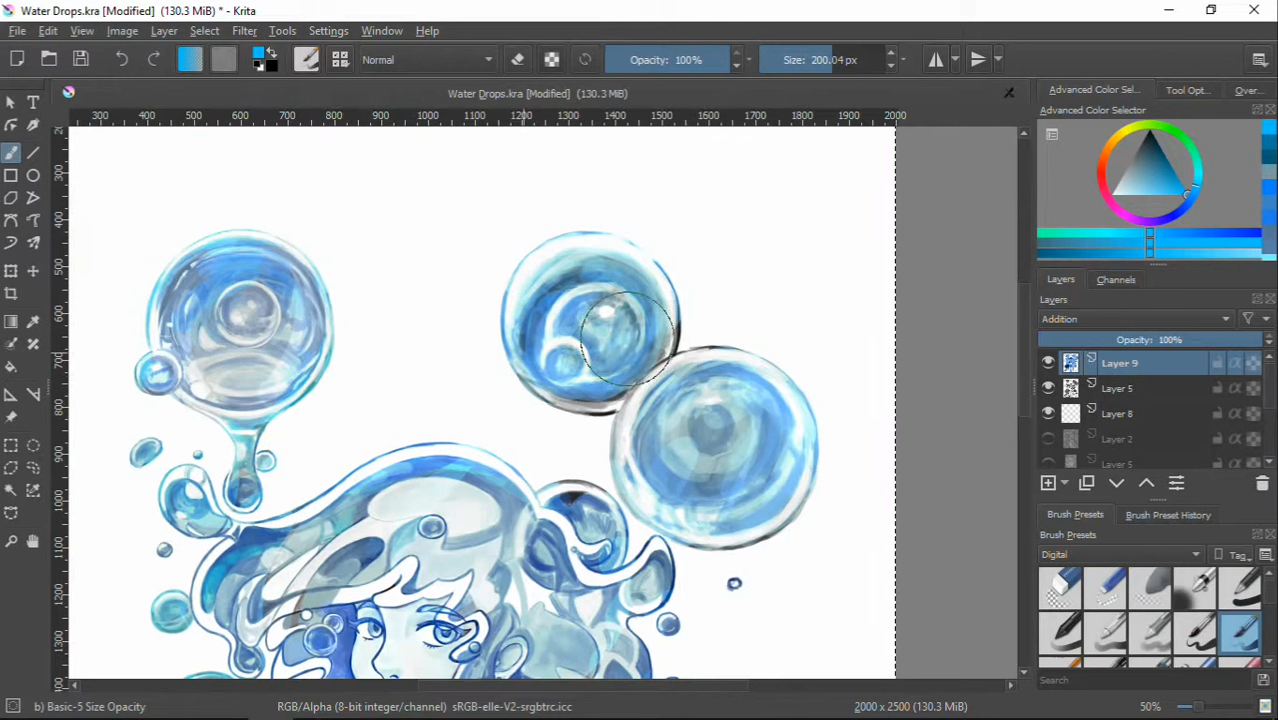 Water Drops.kra [Modified] (130.3 MiB) * - Krita
File Edit View Image Layer Select Filter Tools Settings Window Help
Normal
Opacity: 100%
Size: 200.04 px
Water Drops.kra [Modified] (130.3 MiB)
Advanced Color Sel... Tool Opt... Over...
Advanced Color Selector
300 400 500 600 700 800 900 1000 1100 1200 1300 1400 1500 1600 1700 1800 1900 2000
Layers Channels
Layers
Addition
Opacity: 100%
Layer 9
Layer 5
Layer 8
Layer 2
Layer 5
Brush Presets Brush Preset History
Brush Presets
Digital
Tag
Search
b) Basic-5 Size Opacity
RGB/Alpha (8-bit integer/channel) sRGB-elle-V2-srgbtrc.icc
2000 x 2500 (130.3 MiB)
50%